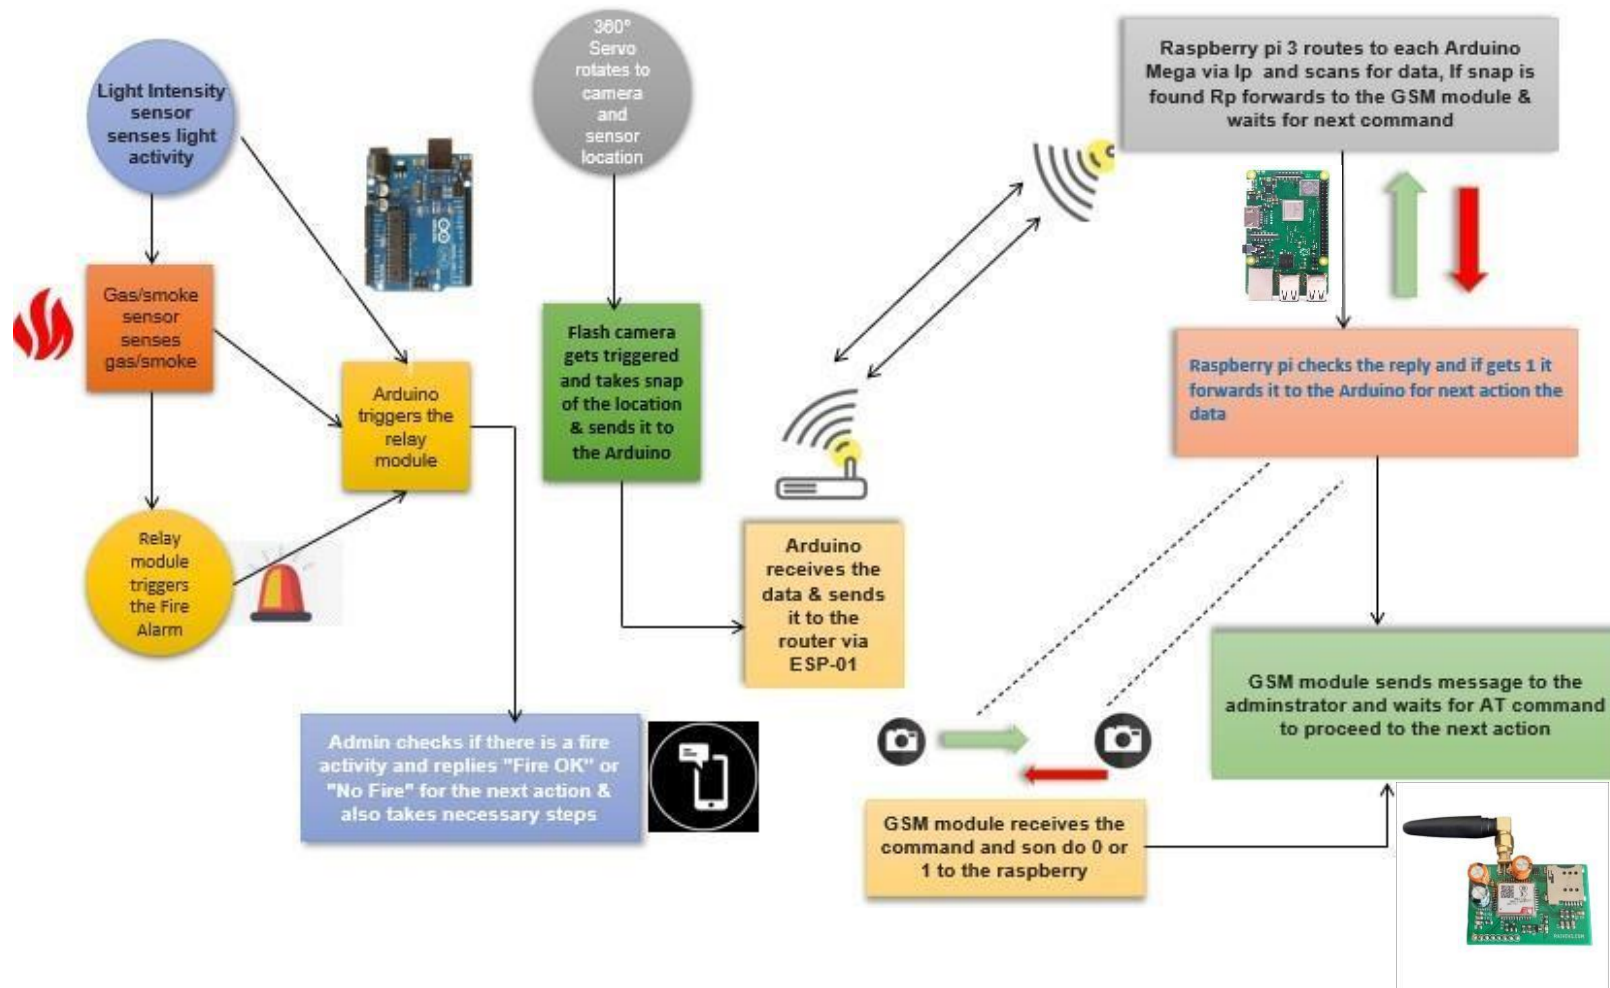 Light Intensity
sensor
senses light
activity
Gas/smoke
sensor
senses
gas/smoke
Relay
module
triggers
the Fire
Alarm
Arduino
triggers the
relay
module
360°
Servo
rotates to
camera
and
sensor
location
Flash camera
gets triggered
and takes snap
of the location
& sends it to
the Arduino
Arduino
receives the
data & sends
it to the
router via
ESP-01
Admin checks if there is a fire
activity and replies "Fire OK" or
"No Fire" for the next action &
also takes necessary steps
Raspberry pi 3 routes to each Arduino
Mega via Ip and scans for data, If snap is
found Rp forwards to the GSM module &
waits for next command
Raspberry pi checks the reply and if gets 1 it
forwards it to the Arduino for next action the
data
GSM module sends message to the
adminstrator and waits for AT command
to proceed to the next action
GSM module receives the
command and son do 0 or
1 to the raspberry